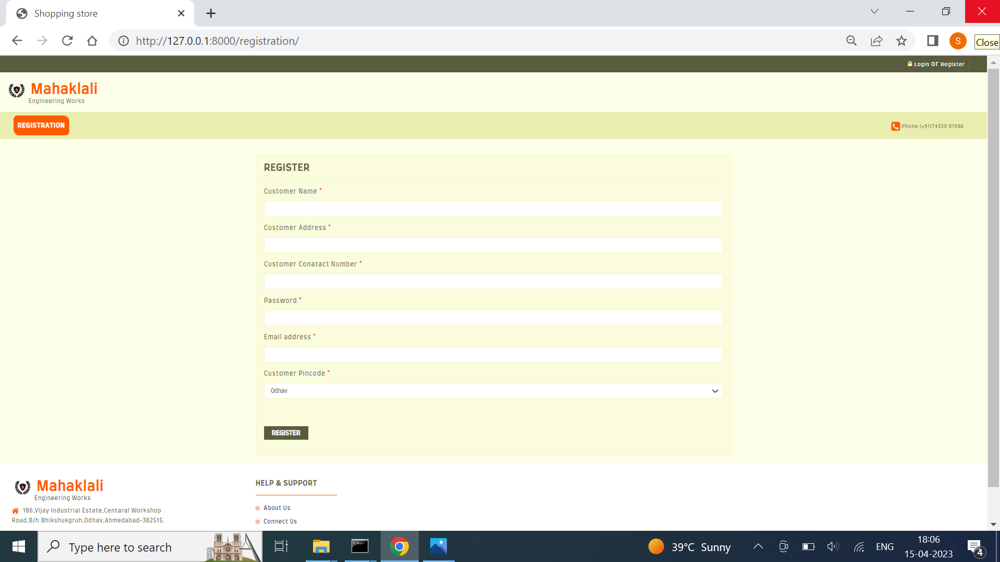 Shopping store
http://127.0.0.1:8000/registration/
S
Close
Login Or Register
Mahaklali
Engineering Works
REGISTRATION
Phone (+91)74330 91598
REGISTER
Customer Name *
Customer Address *
Customer Conatact Number *
Password *
Email address *
Customer Pincode *
Odhav
REGISTER
Mahaklali
Engineering Works
186,Vijay Industrial Estate,Centaral Workshop
Road,B/h.Bhikshukgruh,Odhav,Ahmedabad-382515.
HELP & SUPPORT
About Us
Connect Us
Type here to search
39°C Sunny
ENG
18:06
15-04-2023
4